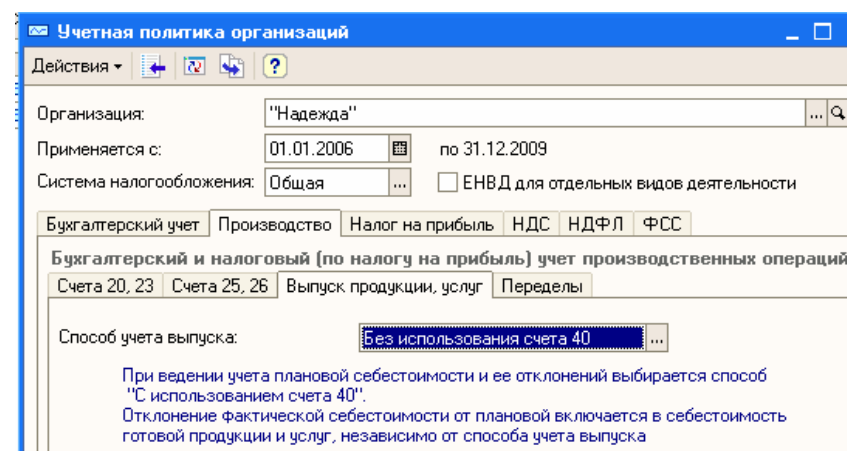 Учетная политика организаций
Действия
Организация: "Надежда" ...
Применяется с: 01.01.2006 по 31.12.2009
Система налогообложения: Общая ... ЕНВД для отдельных видов деятельности
Бухгалтерский учет Производство Налог на прибыль НДС НДФЛ ФСС
Бухгалтерский и налоговый (по налогу на прибыль) учет производственных операций
Счета 20, 23 Счета 25, 26 Выпуск продукции, услуг Переделы
Способ учета выпуска: Без использования счета 40 ...
При ведении учета плановой себестоимости и ее отклонений выбирается способ
"С использованием счета 40".
Отклонение фактической себестоимости от плановой включается в себестоимость
готовой продукции и услуг, независимо от способа учета выпуска